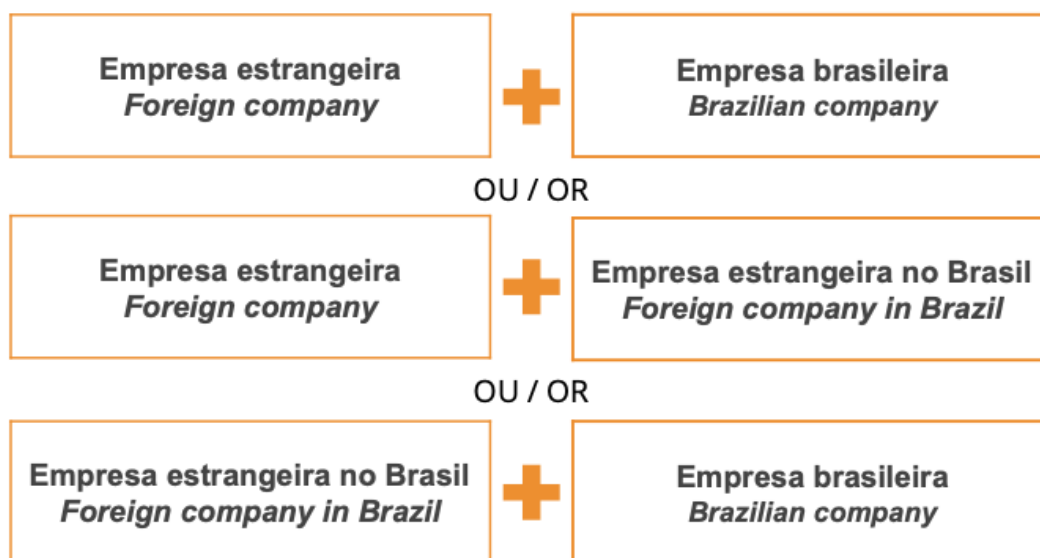 Empresa estrangeira
Foreign company
Empresa brasileira
Brazilian company
OU / OR
Empresa estrangeira
Foreign company
Empresa estrangeira no Brasil
Foreign company in Brazil
OU / OR
Empresa estrangeira no Brasil
Foreign company in Brazil
Empresa brasileira
Brazilian company